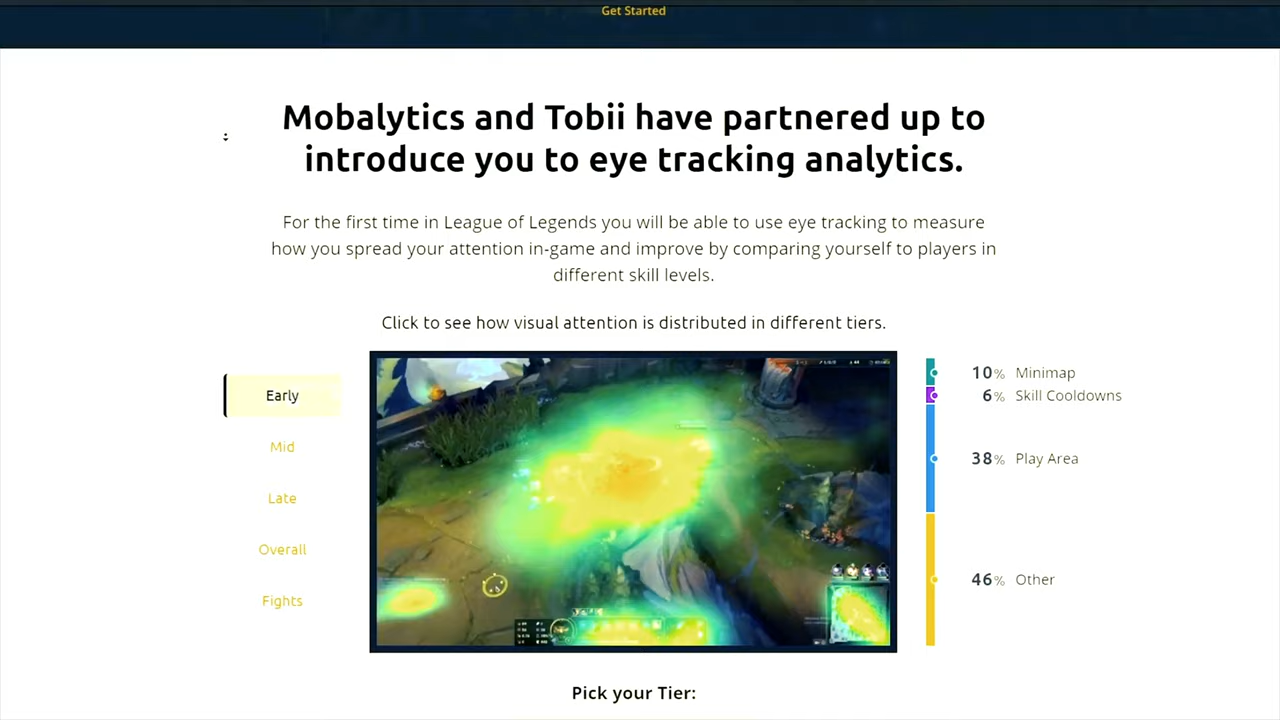 Get Started
Mobalytics and Tobii have partnered up to
introduce you to eye tracking analytics.
For the first time in League of Legends you will be able to use eye tracking to measure
how you spread your attention in-game and improve by comparing yourself to players in
different skill levels.
Click to see how visual attention is distributed in different tiers.
Early
Mid
Late
Overall
Fights
10% Minimap
6% Skill Cooldowns
38% Play Area
46% Other
Pick your Tier: